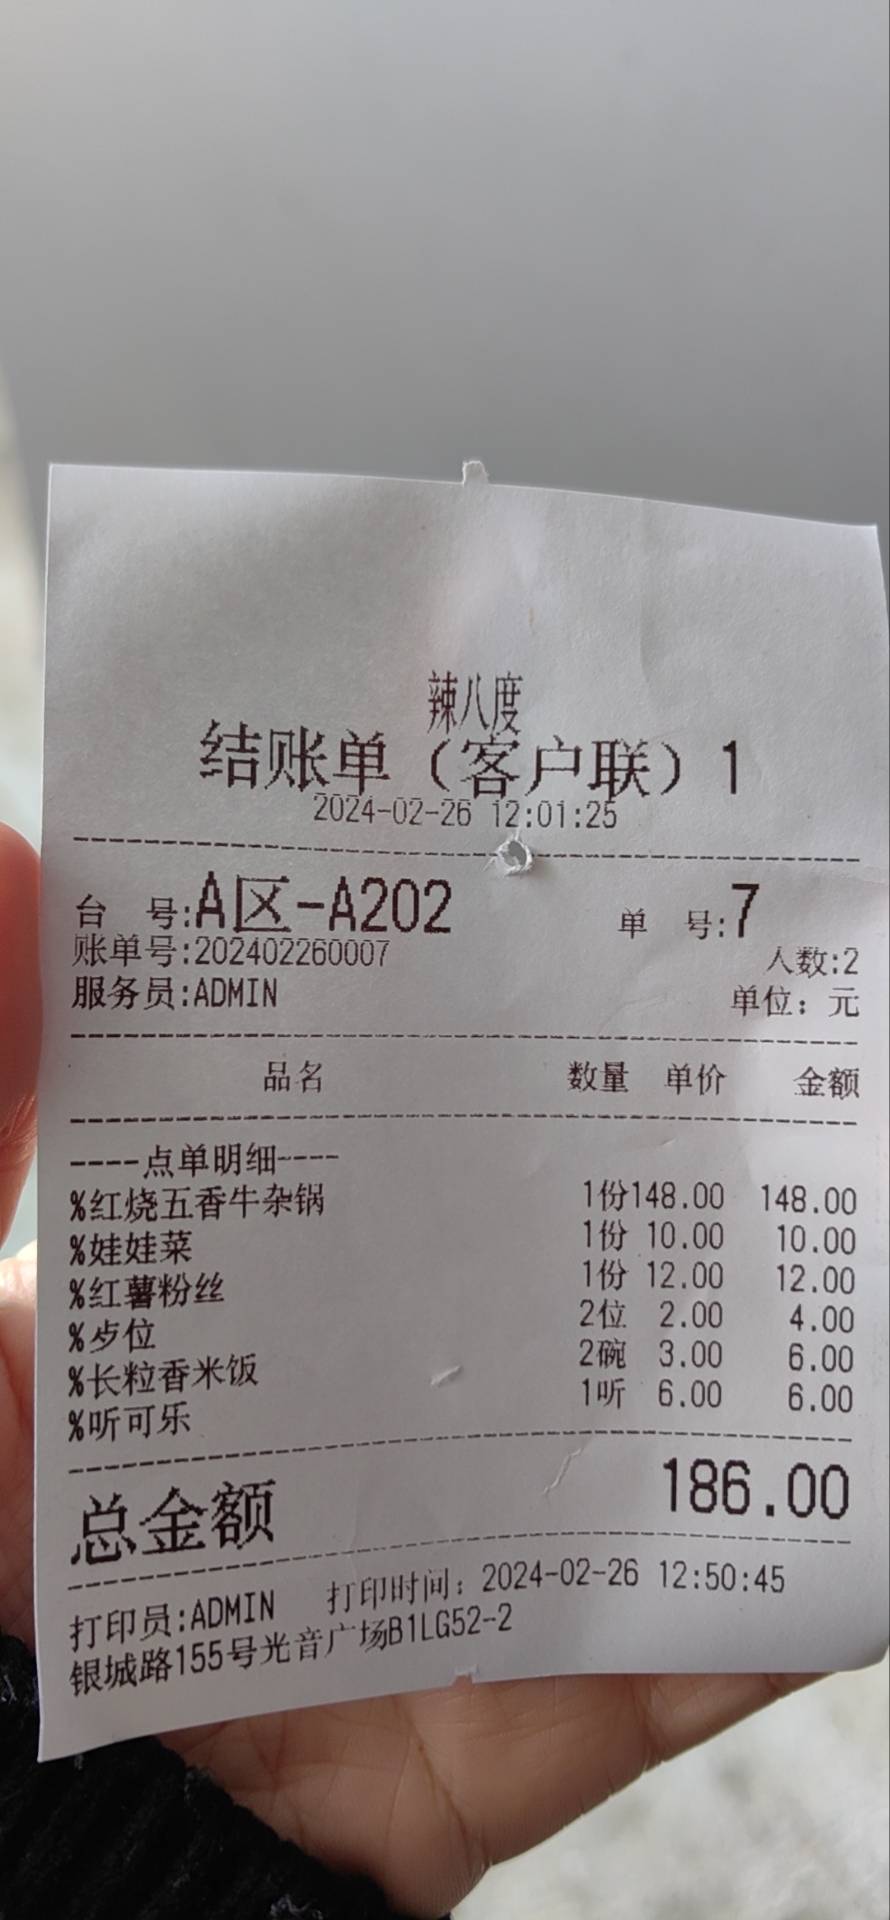 辣八度
结账单（客户联）1
2024-02-26 12:01:25
台 号:A区-A202 单 号:7
账单号:202402260007 人数:2
服务员:ADMIN 单位：元
品名 数量 单价 金额
----点单明细----
%红烧五香牛杂锅 1份148.00 148.00
%娃娃菜 1份 10.00 10.00
%红薯粉丝 1份 12.00 12.00
%歺位 2位 2.00 4.00
%长粒香米饭 2碗 3.00 6.00
%听可乐 1听 6.00 6.00
总金额 186.00
打印员:ADMIN 打印时间：2024-02-26 12:50:45
银城路155号光音广场B1LG52-2